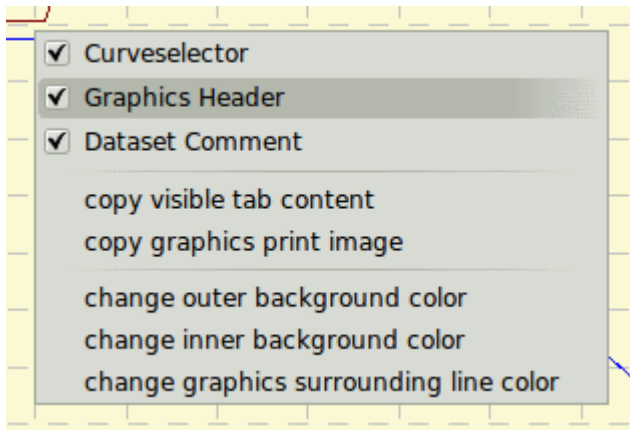 Curveselector
Graphics Header
Dataset Comment
copy visible tab content
copy graphics print image
change outer background color
change inner background color
change graphics surrounding line color